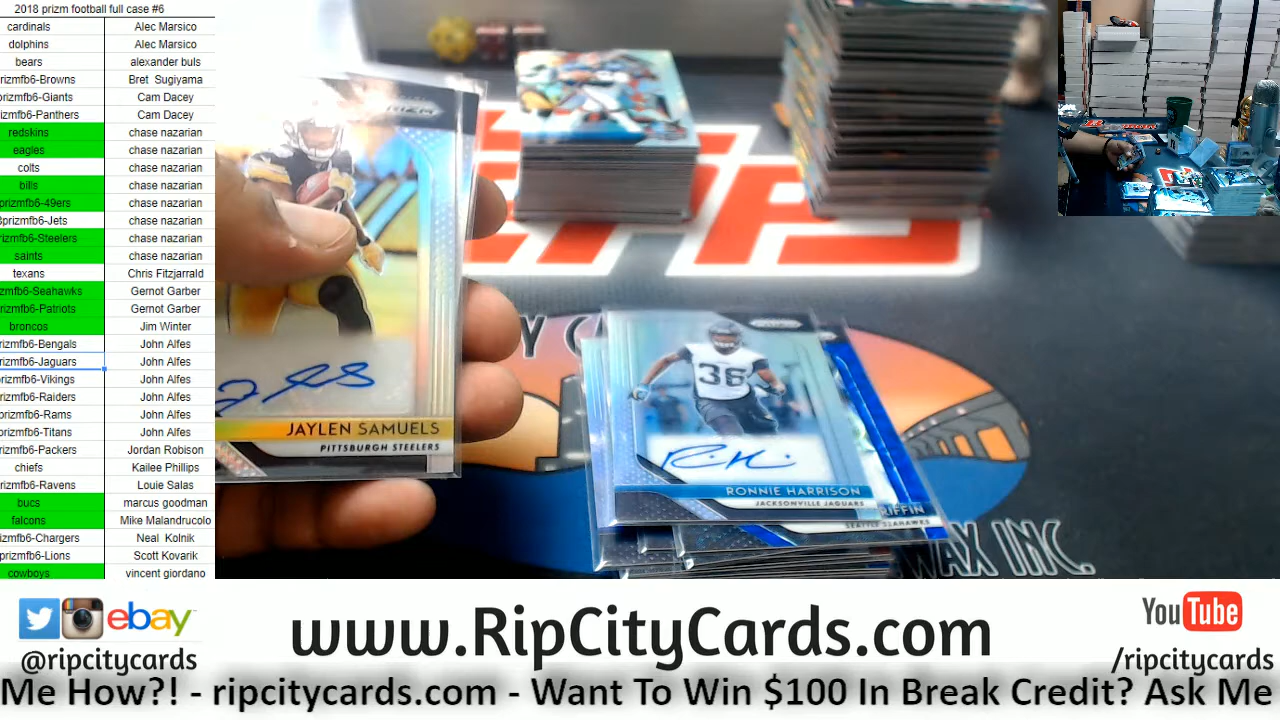 2018 prizm football full case #6
cardinals Alec Marsico
dolphins Alec Marsico
bears alexander buls
rizmfb6-Browns Bret Sugiyama
rizmfb6-Giants Cam Dacey
izmfb6-Panthers Cam Dacey
redskins chase nazarian
eagles chase nazarian
colts chase nazarian
bills chase nazarian
prizmfb6-49ers chase nazarian
8prizmfb6-Jets chase nazarian
rizmfb6-Steelers chase nazarian
saints chase nazarian
texans Chris Fitzjarrald
zmfb6-Seahawks Gernot Garber
rizmfb6-Patriots Gernot Garber
broncos Jim Winter
rizmfb6-Bengals John Alfes
rizmfb6-Jaguars John Alfes
rizmfb6-Vikings John Alfes
rizmfb6-Raiders John Alfes
prizmfb6-Rams John Alfes
rizmfb6-Titans John Alfes
rizmfb6-Packers Jordan Robison
chiefs Kailee Phillips
rizmfb6-Ravens Louie Salas
bucs marcus goodman
falcons Mike Malandrucolo
izmfb6-Chargers Neal Kolnik
prizmfb6-Lions Scott Kovarik
cowboys vincent giordano
JAYLEN SAMUELS
PITTSBURGH STEELERS
36
RONNIE HARRISON
JACKSONVILLE JAGUARS
RIFFIN
SEATTLE SEAHAWKS
WAX INC.
ebay
@ripcitycards
www.RipCityCards.com
YouTube
/ripcitycards
Me How?! - ripcitycards.com - Want To Win $100 In Break Credit? Ask Me